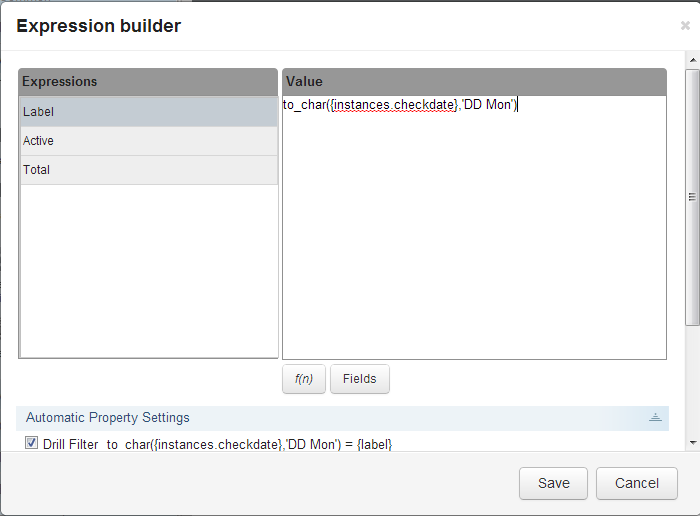 Expression builder
Expressions
Value
Label
Active
Total
to_char({instances.checkdate},'DD Mon')
f(n)
Fields
Automatic Property Settings
Drill Filter to_char({instances.checkdate},'DD Mon') = {label}
Save
Cancel